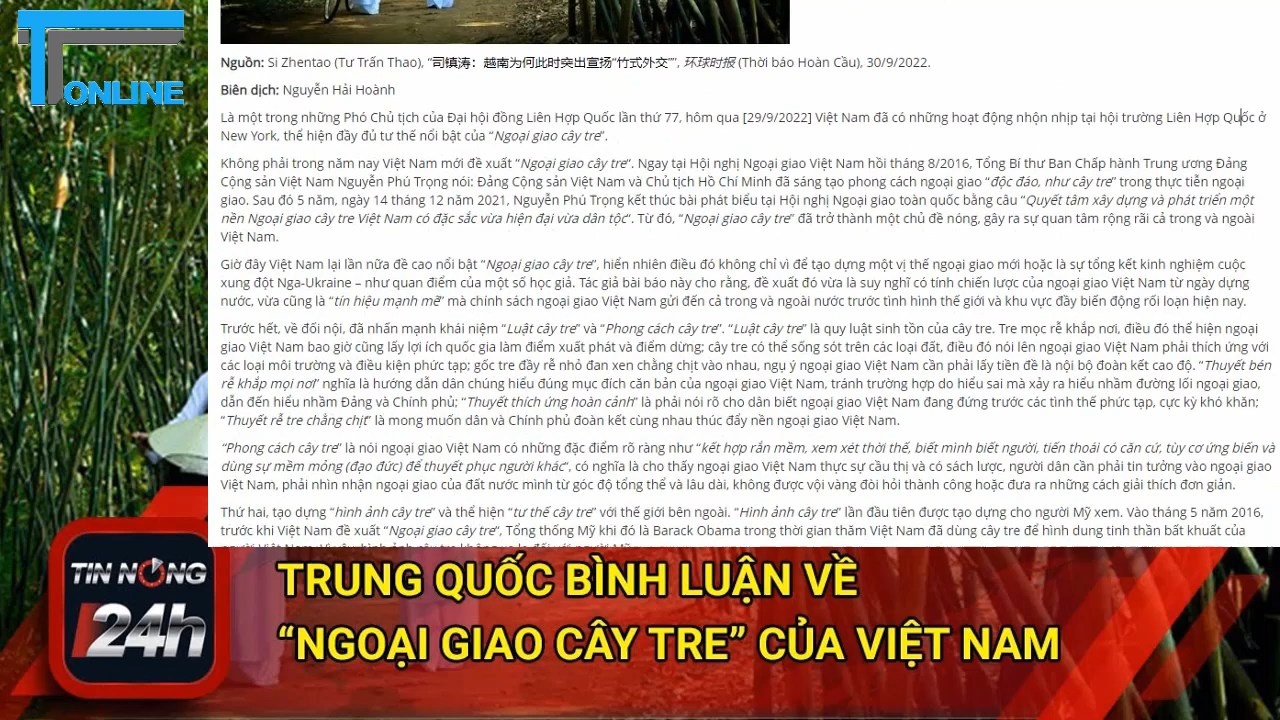 TT ONLINE
Nguồn: Si Zhentao (Tư Trấn Thao), “司镇涛：越南为何此时突出宣扬“竹式外交””, 环球时报 (Thời báo Hoàn Cầu), 30/9/2022.
Biên dịch: Nguyễn Hải Hoành
Là một trong những Phó Chủ tịch của Đại hội đồng Liên Hợp Quốc lần thứ 77, hôm qua [29/9/2022] Việt Nam đã có những hoạt động nhộn nhịp tại hội trường Liên Hợp Quốc ở
New York, thể hiện đầy đủ tư thế nổi bật của “Ngoại giao cây tre”.
Không phải trong năm nay Việt Nam mới đề xuất “Ngoại giao cây tre“. Ngay tại Hội nghị Ngoại giao Việt Nam hồi tháng 8/2016, Tổng Bí thư Ban Chấp hành Trung ương Đảng
Cộng sản Việt Nam Nguyễn Phú Trọng nói: Đảng Cộng sản Việt Nam và Chủ tịch Hồ Chí Minh đã sáng tạo phong cách ngoại giao “độc đáo, như cây tre” trong thực tiễn ngoại
giao. Sau đó 5 năm, ngày 14 tháng 12 năm 2021, Nguyễn Phú Trọng kết thúc bài phát biểu tại Hội nghị Ngoại giao toàn quốc bằng câu “Quyết tâm xây dựng và phát triển một
nền Ngoại giao cây tre Việt Nam có đặc sắc vừa hiện đại vừa dân tộc“. Từ đó, “Ngoại giao cây tre” đã trở thành một chủ đề nóng, gây ra sự quan tâm rộng rãi cả trong và ngoài
Việt Nam.
Giờ đây Việt Nam lại lần nữa đề cao nổi bật “Ngoại giao cây tre”, hiển nhiên điều đó không chỉ vì để tạo dựng một vị thế ngoại giao mới hoặc là sự tổng kết kinh nghiệm cuộc
xung đột Nga-Ukraine – như quan điểm của một số học giả. Tác giả bài báo này cho rằng, đề xuất đó vừa là suy nghĩ có tính chiến lược của ngoại giao Việt Nam từ ngày dựng
nước, vừa cũng là “tín hiệu mạnh mẽ” mà chính sách ngoại giao Việt Nam gửi đến cả trong và ngoài nước trước tình hình thế giới và khu vực đầy biến động rối loạn hiện nay.
Trước hết, về đối nội, đã nhấn mạnh khái niệm “Luật cây tre” và “Phong cách cây tre“. “Luật cây tre” là quy luật sinh tồn của cây tre. Tre mọc rễ khắp nơi, điều đó thể hiện ngoại
giao Việt Nam bao giờ cũng lấy lợi ích quốc gia làm điểm xuất phát và điểm dừng; cây tre có thể sống sót trên các loại đất, điều đó nói lên ngoại giao Việt Nam phải thích ứng với
các loại môi trường và điều kiện phức tạp; gốc tre đầy rễ nhỏ đan xen chằng chịt vào nhau, ngụ ý ngoại giao Việt Nam cần phải lấy tiền đề là nội bộ đoàn kết cao độ. “Thuyết bén
rễ khắp mọi nơi” nghĩa là hướng dẫn dân chúng hiểu đúng mục đích căn bản của ngoại giao Việt Nam, tránh trường hợp do hiểu sai mà xảy ra hiểu nhầm đường lối ngoại giao,
dẫn đến hiểu nhầm Đảng và Chính phủ; “Thuyết thích ứng hoàn cảnh” là phải nói rõ cho dân biết ngoại giao Việt Nam đang đứng trước các tình thế phức tạp, cực kỳ khó khăn;
“Thuyết rễ tre chằng chịt” là mong muốn dân và Chính phủ đoàn kết cùng nhau thúc đẩy nền ngoại giao Việt Nam.
“Phong cách cây tre” là nói ngoại giao Việt Nam có những đặc điểm rõ ràng như “kết hợp rắn mềm, xem xét thời thế, biết mình biết người, tiến thoái có căn cứ, tùy cơ ứng biến và
dùng sự mềm mỏng (đạo đức) để thuyết phục người khác“, có nghĩa là cho thấy ngoại giao Việt Nam thực sự cầu thị và có sách lược, người dân cần phải tin tưởng vào ngoại giao
Việt Nam, phải nhìn nhận ngoại giao của đất nước mình từ góc độ tổng thể và lâu dài, không được vội vàng đòi hỏi thành công hoặc đưa ra những cách giải thích đơn giản.
Thứ hai, tạo dựng “hình ảnh cây tre” và thể hiện “tư thế cây tre” với thế giới bên ngoài. “Hình ảnh cây tre” lần đầu tiên được tạo dựng cho người Mỹ xem. Vào tháng 5 năm 2016,
trước khi Việt Nam đề xuất “Ngoại giao cây tre“, Tổng thống Mỹ khi đó là Barack Obama trong thời gian thăm Việt Nam đã dùng cây tre để hình dung tinh thần bất khuất của
TIN NÓNG
24h
TRUNG QUỐC BÌNH LUẬN VỀ
“NGOẠI GIAO CÂY TRE” CỦA VIỆT NAM